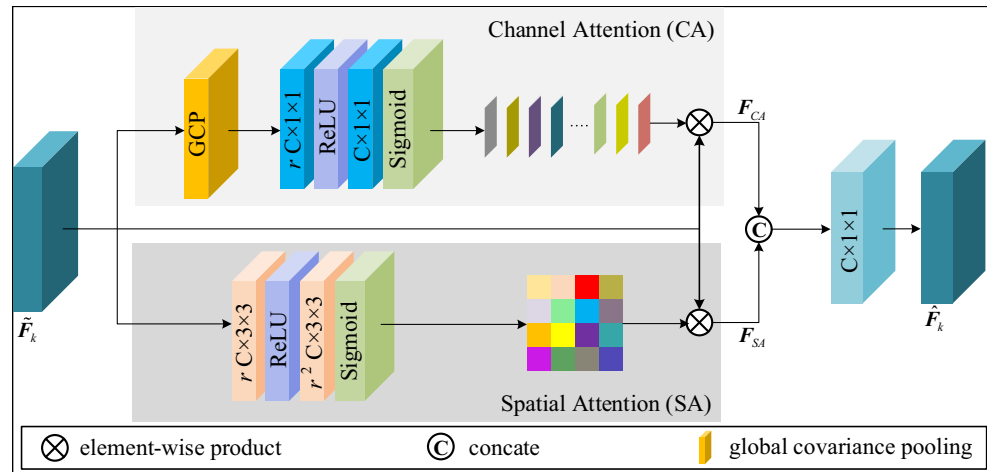 Channel Attention (CA)
GCP
r C×1×1
ReLU
C×1×1
Sigmoid
....
F_CA
F̃_k
C
C×1×1
F̂_k
r C×3×3
ReLU
r² C×3×3
Sigmoid
F_SA
Spatial Attention (SA)
element-wise product
C concate
global covariance pooling